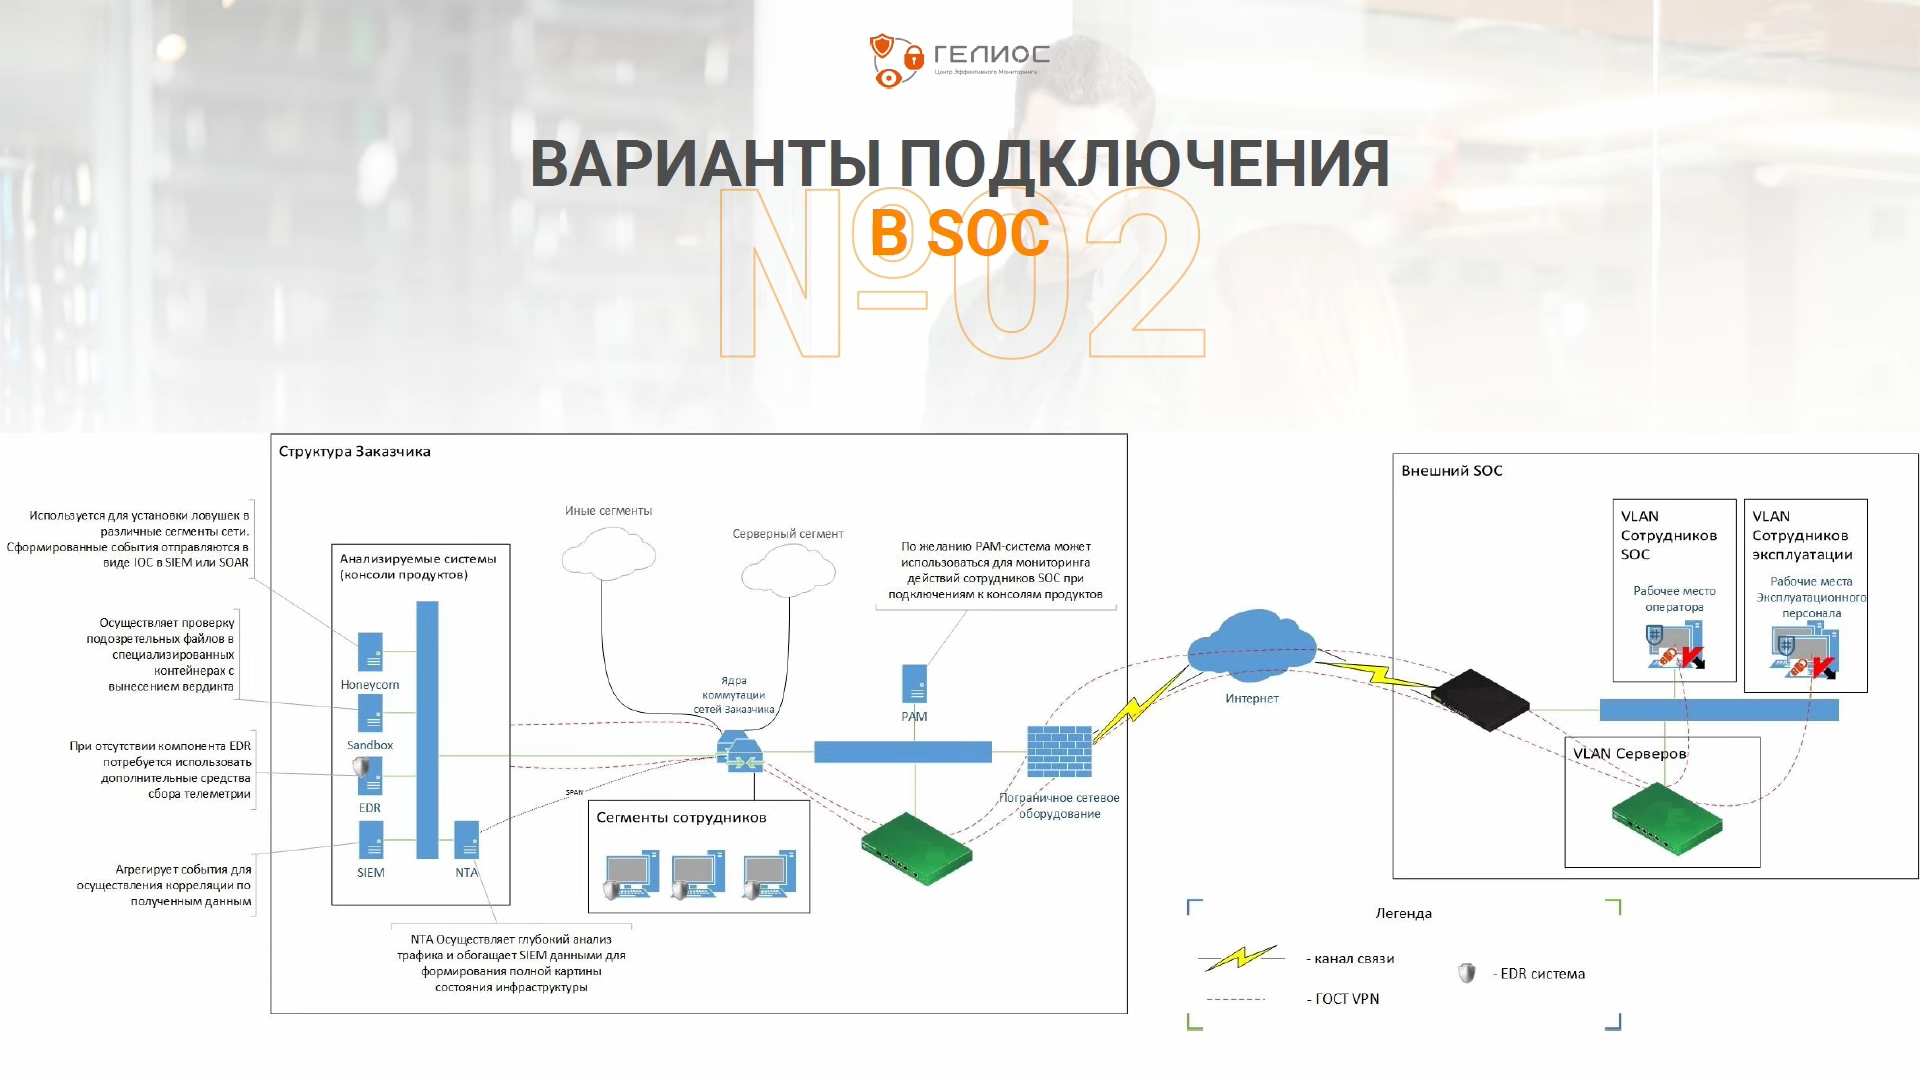 ГЕЛИОС
Центр Эффективного Мониторинга
ВАРИАНТЫ ПОДКЛЮЧЕНИЯ
В SOC
№02
Структура Заказчика
Используется для установки ловушек в
различные сегменты сети.
Сформированные события отправляются в
виде IOC в SIEM или SOAR
Осуществляет проверку
подозретельных файлов в
специализированных
контейнерах с
вынесением вердикта
При отсутствии компонента EDR
потребуется использовать
дополнительные средства
сбора телеметрии
Агрегирует события для
осуществления корреляции по
полученным данным
Анализируемые системы
(консоли продуктов)
Honeycorn
Sandbox
EDR
SIEM
NTA
NTA Осуществляет глубокий анализ
трафика и обогащает SIEM данными для
формирования полной картины
состояния инфраструктуры
Иные сегменты
Серверный сегмент
Ядра
коммутации
сетей Заказчика
SPAN
Сегменты сотрудников
По желанию PAM-система может
использоваться для мониторинга
действий сотрудников SOC при
подключениям к консолям продуктов
PAM
Пограничное сетевое
оборудование
Интернет
Внешний SOC
VLAN
Сотрудников
SOC
Рабочее место
оператора
VLAN
Сотрудников
эксплуатации
Рабочие места
Эксплуатационного
персонала
VLAN Серверов
Легенда
- канал связи
- ГОСТ VPN
- EDR система